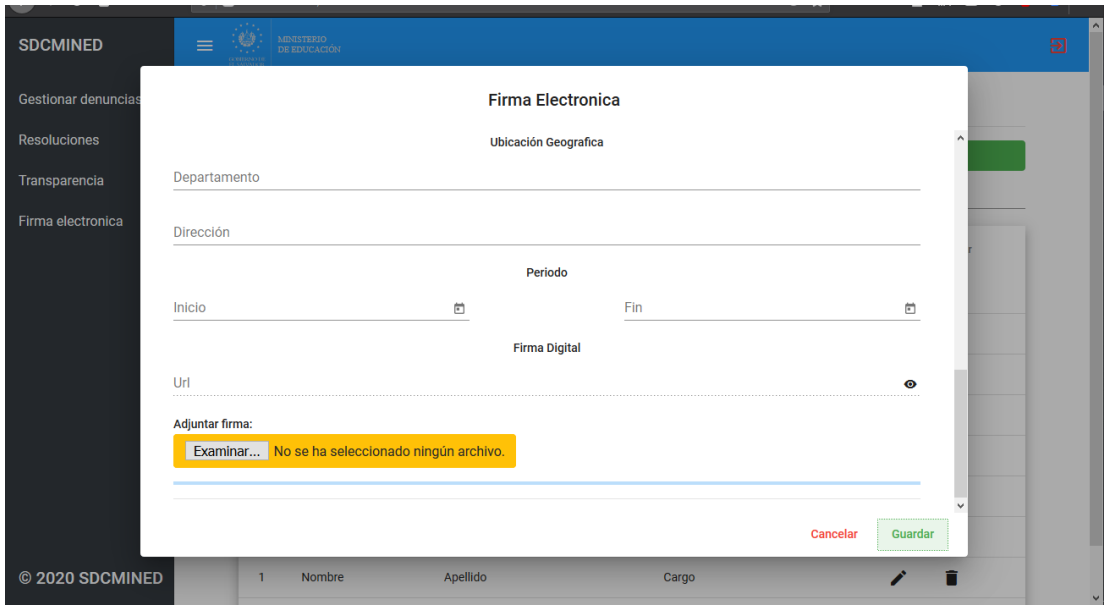 SDCMINED
MINISTERIO
DE EDUCACIÓN
Gestionar denuncias
Resoluciones
Transparencia
Firma electronica
Firma Electronica
Ubicación Geografica
Departamento
Dirección
Periodo
Inicio
Fin
Firma Digital
Url
Adjuntar firma:
Examinar... No se ha seleccionado ningún archivo.
Cancelar
Guardar
1 Nombre Apellido Cargo
© 2020 SDCMINED